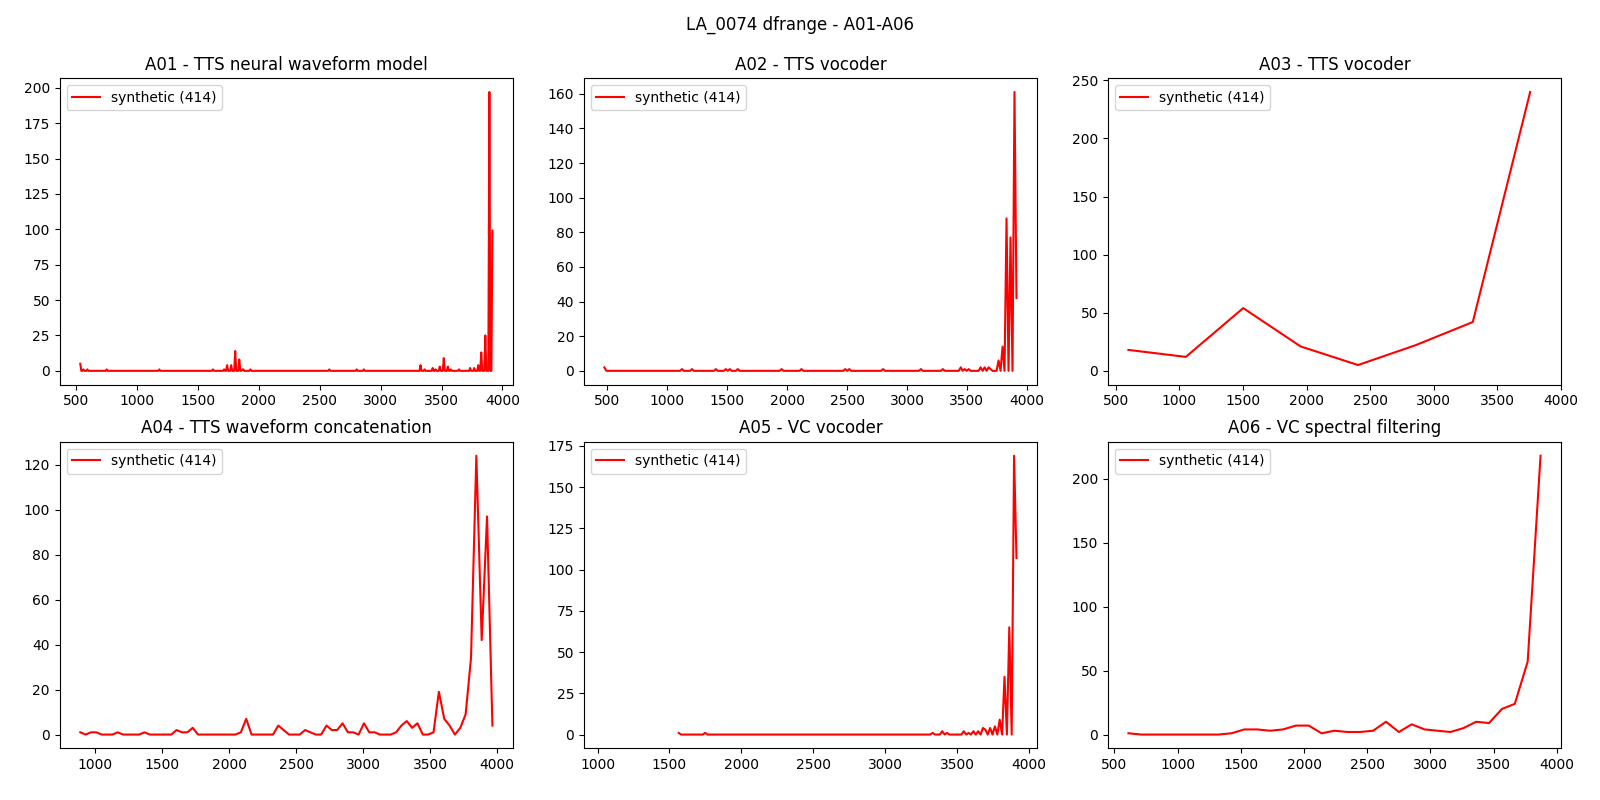 LA_0074 dfrange - A01-A06
A01 - TTS neural waveform model
synthetic (414)
200
175
150
125
100
75
50
25
0
500 1000 1500 2000 2500 3000 3500 4000
A02 - TTS vocoder
synthetic (414)
160
140
120
100
80
60
40
20
0
500 1000 1500 2000 2500 3000 3500 4000
A03 - TTS vocoder
synthetic (414)
250
200
150
100
50
0
500 1000 1500 2000 2500 3000 3500 4000
A04 - TTS waveform concatenation
synthetic (414)
120
100
80
60
40
20
0
1000 1500 2000 2500 3000 3500 4000
A05 - VC vocoder
synthetic (414)
175
150
125
100
75
50
25
0
1000 1500 2000 2500 3000 3500 4000
A06 - VC spectral filtering
synthetic (414)
200
150
100
50
0
500 1000 1500 2000 2500 3000 3500 4000